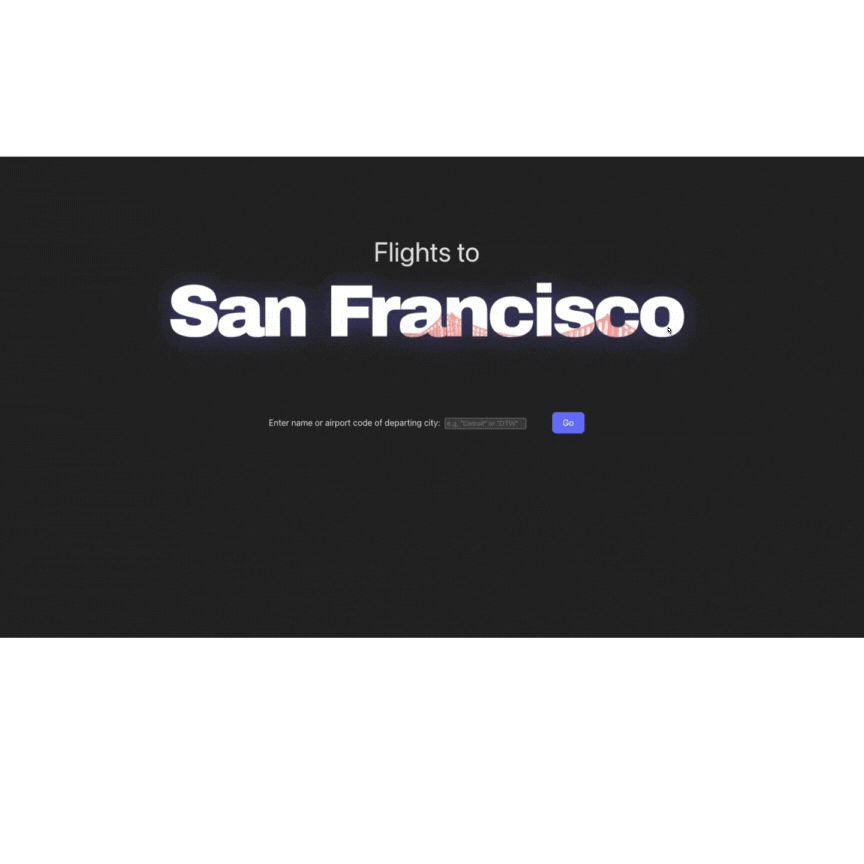 Flights to
San Francisco
Enter name or airport code of departing city: e.g. "Detroit" or "DTW"
Go